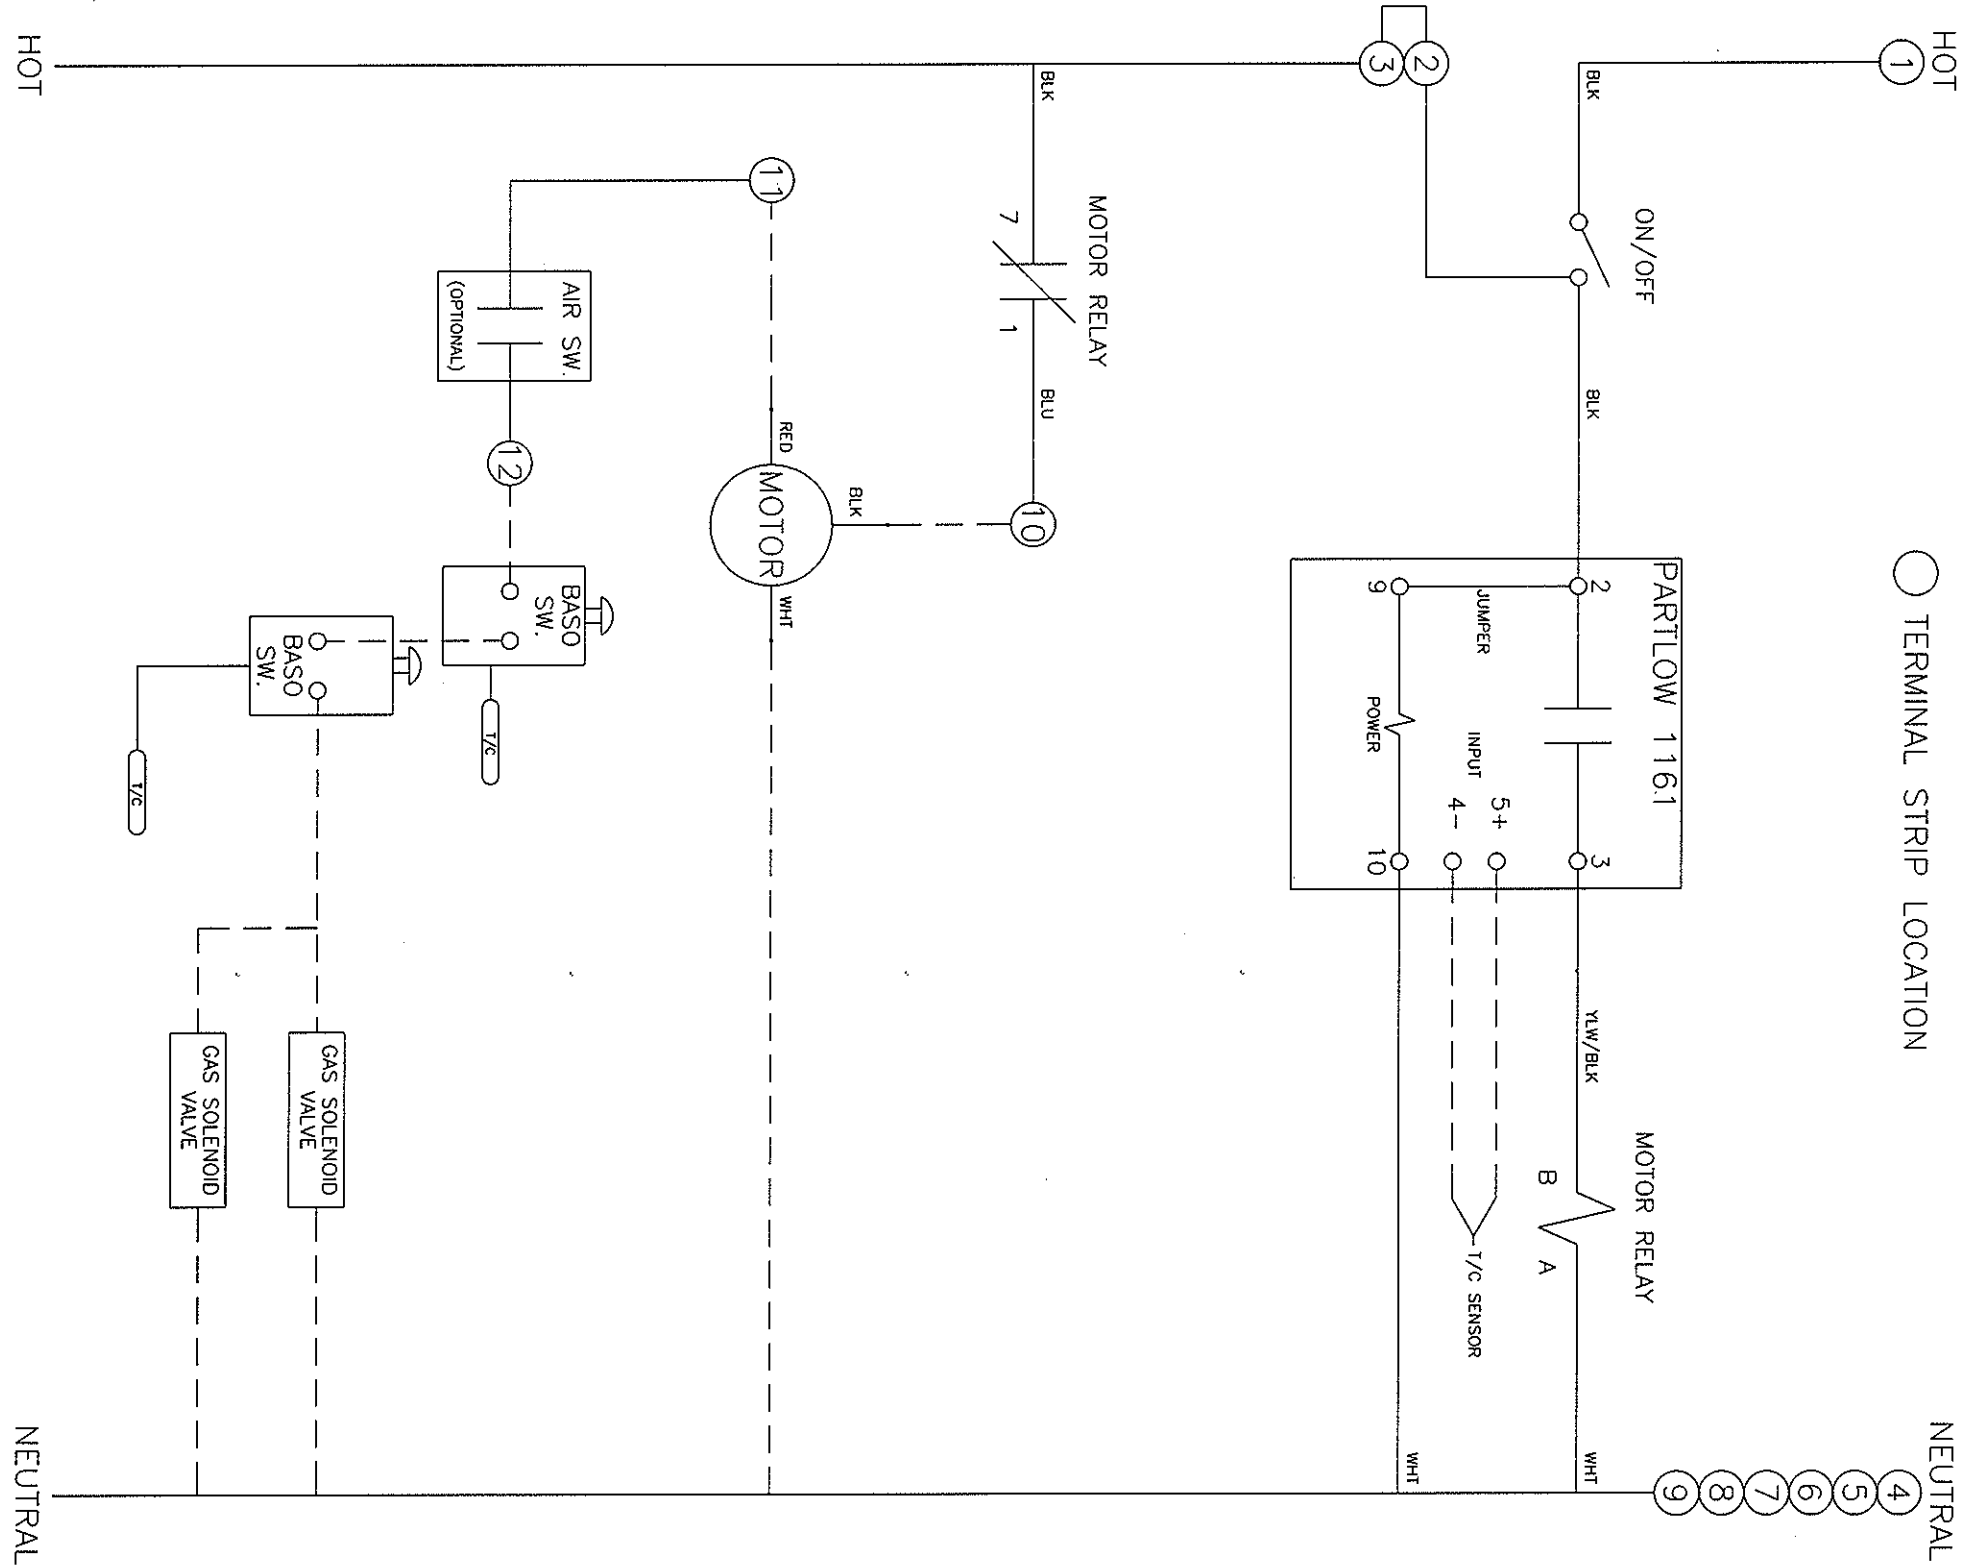 HOT
1
TERMINAL STRIP LOCATION
NEUTRAL
4
5
6
7
8
9
BLK
ON/OFF
BLK
PARTLOW 1161
2
3
YLW/BLK
MOTOR RELAY
B
A
WHT
JUMPER
INPUT
5+
4-
T/C SENSOR
9
POWER
10
WHT
2
3
BLK
MOTOR RELAY
7
1
BLU
10
BLK
11
RED
MOTOR
WHT
AIR SW.
(OPTIONAL)
12
BASO
SW.
T/C
BASO
SW.
T/C
GAS SOLENOID
VALVE
GAS SOLENOID
VALVE
HOT
NEUTRAL